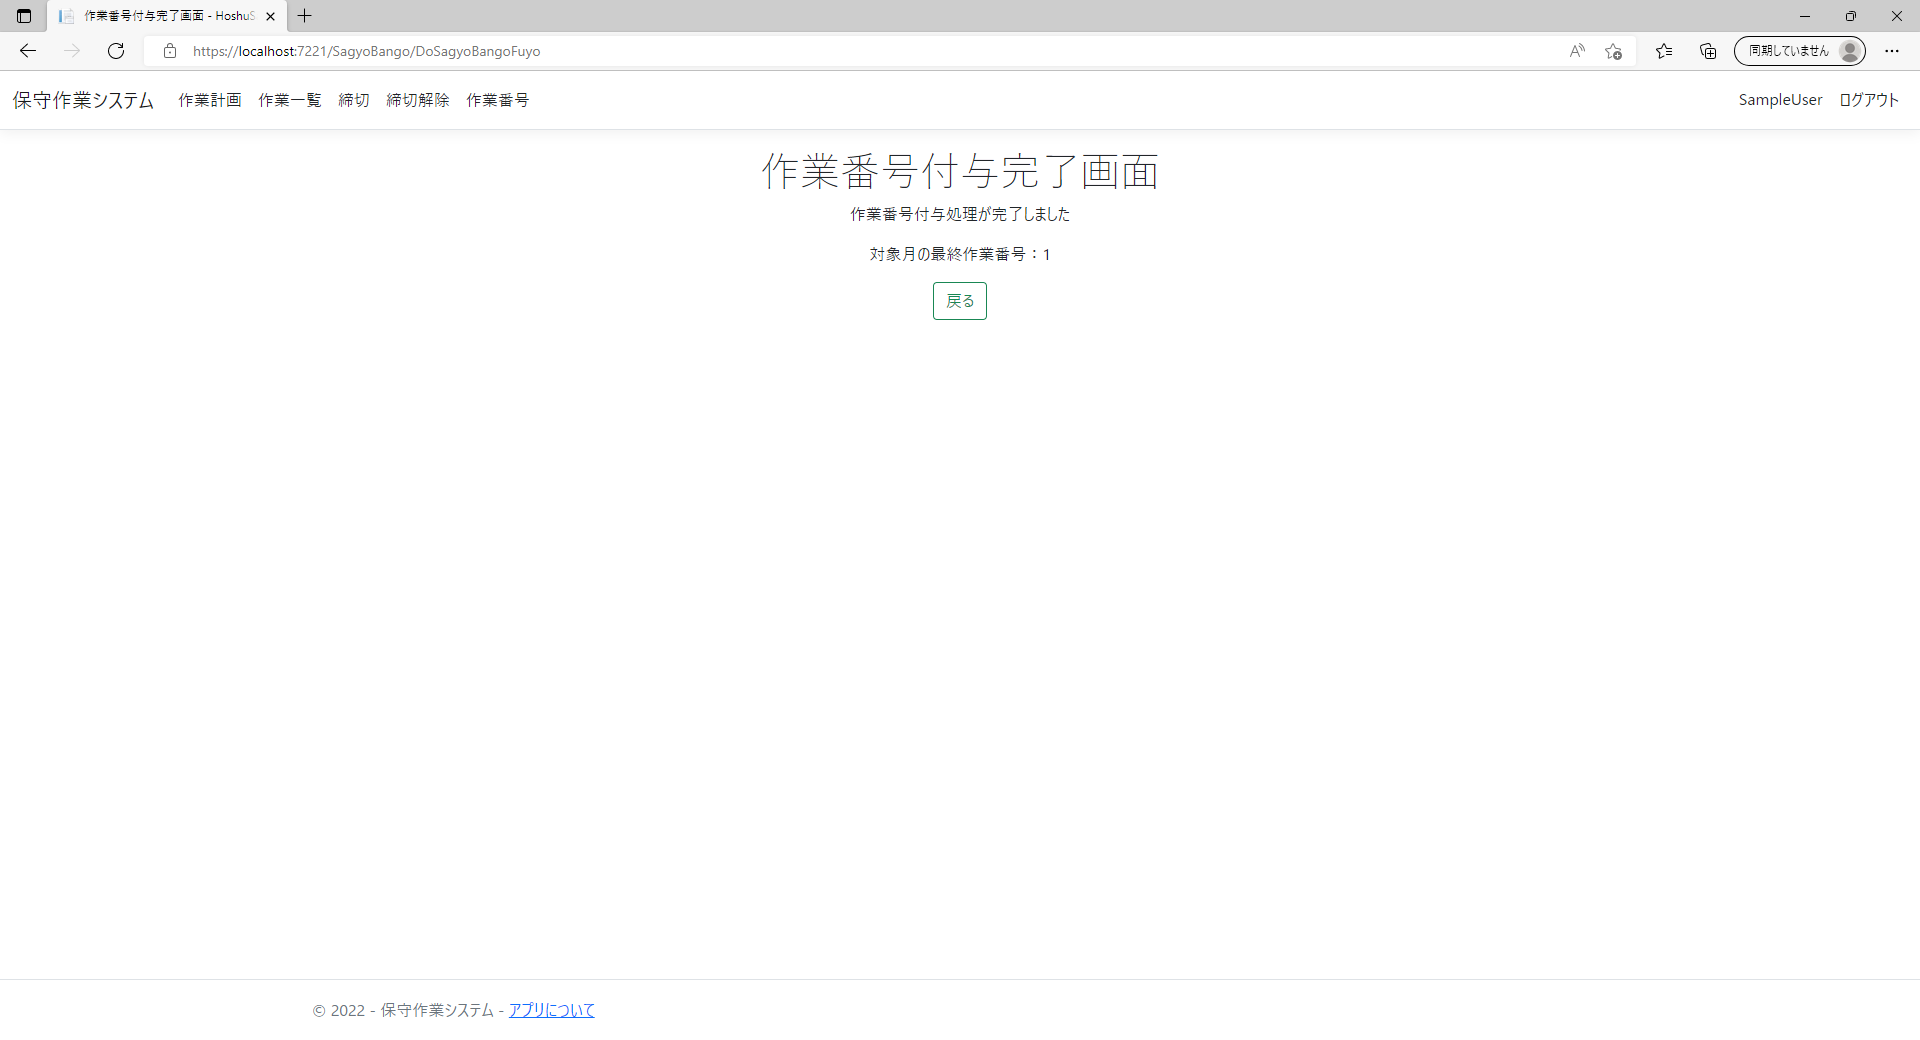 作業番号付与完了画面 - HoshuS
https://localhost:7221/SagyoBango/DoSagyoBangoFuyo
同期していません
保守作業システム 作業計画 作業一覧 締切 締切解除 作業番号 SampleUser ログアウト
作業番号付与完了画面
作業番号付与処理が完了しました
対象月の最終作業番号：1
戻る
© 2022 - 保守作業システム - アプリについて